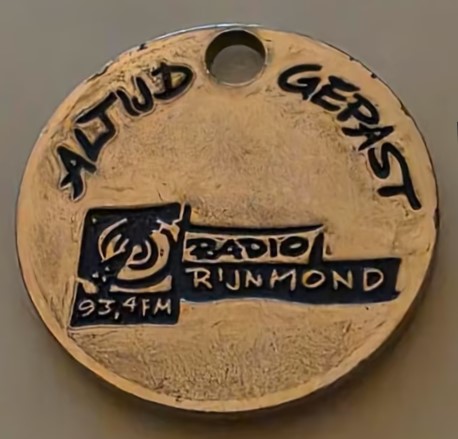 ALTIJD GEPAST
RADIO
RIJNMOND
93,4 FM